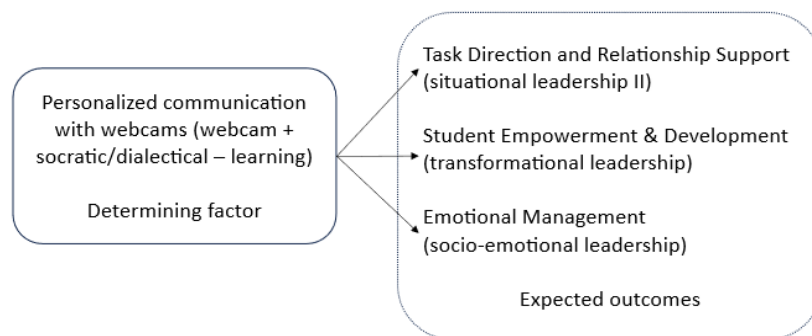 Personalized communication
with webcams (webcam +
socratic/dialectical – learning)
Determining factor
Task Direction and Relationship Support
(situational leadership II)
Student Empowerment & Development
(transformational leadership)
Emotional Management
(socio-emotional leadership)
Expected outcomes